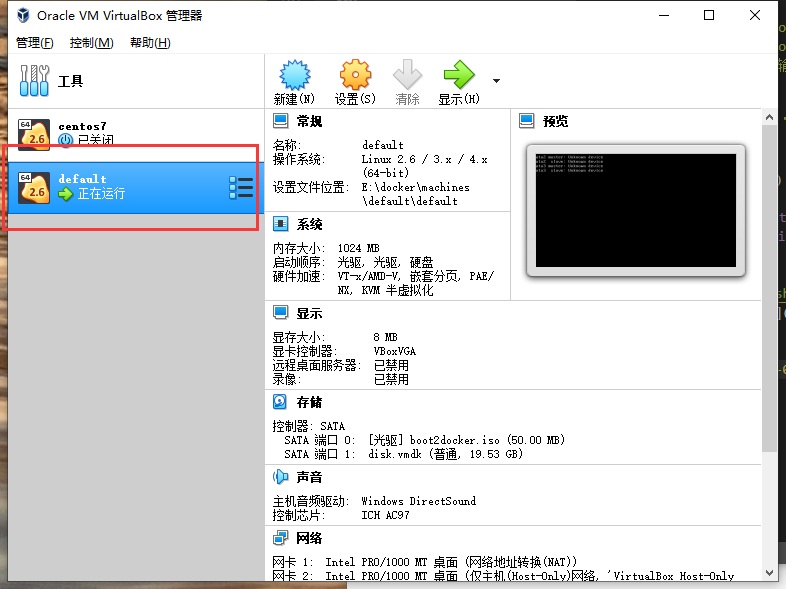 Oracle VM VirtualBox 管理器
管理(F) 控制(M) 帮助(H)
工具
新建(N) 设置(S) 清除 显示(H)
64 2.6 centos7
已关闭
64 2.6 default
正在运行
常规
名称: default
操作系统: Linux 2.6 / 3.x / 4.x
(64-bit)
设置文件位置: E:\docker\machines
\default\default
预览
系统
内存大小: 1024 MB
启动顺序: 光驱, 光驱, 硬盘
硬件加速: VT-x/AMD-V, 嵌套分页, PAE/
NX, KVM 半虚拟化
显示
显存大小: 8 MB
显卡控制器: VBoxVGA
远程桌面服务器: 已禁用
录像: 已禁用
存储
控制器: SATA
SATA 端口 0: [光驱] boot2docker.iso (50.00 MB)
SATA 端口 1: disk.vmdk (普通, 19.53 GB)
声音
主机音频驱动: Windows DirectSound
控制芯片: ICH AC97
网络
网卡 1: Intel PRO/1000 MT 桌面 (网络地址转换(NAT))
网卡 2: Intel PRO/1000 MT 桌面 (仅主机(Host-Only)网络, 'VirtualBox Host-Only